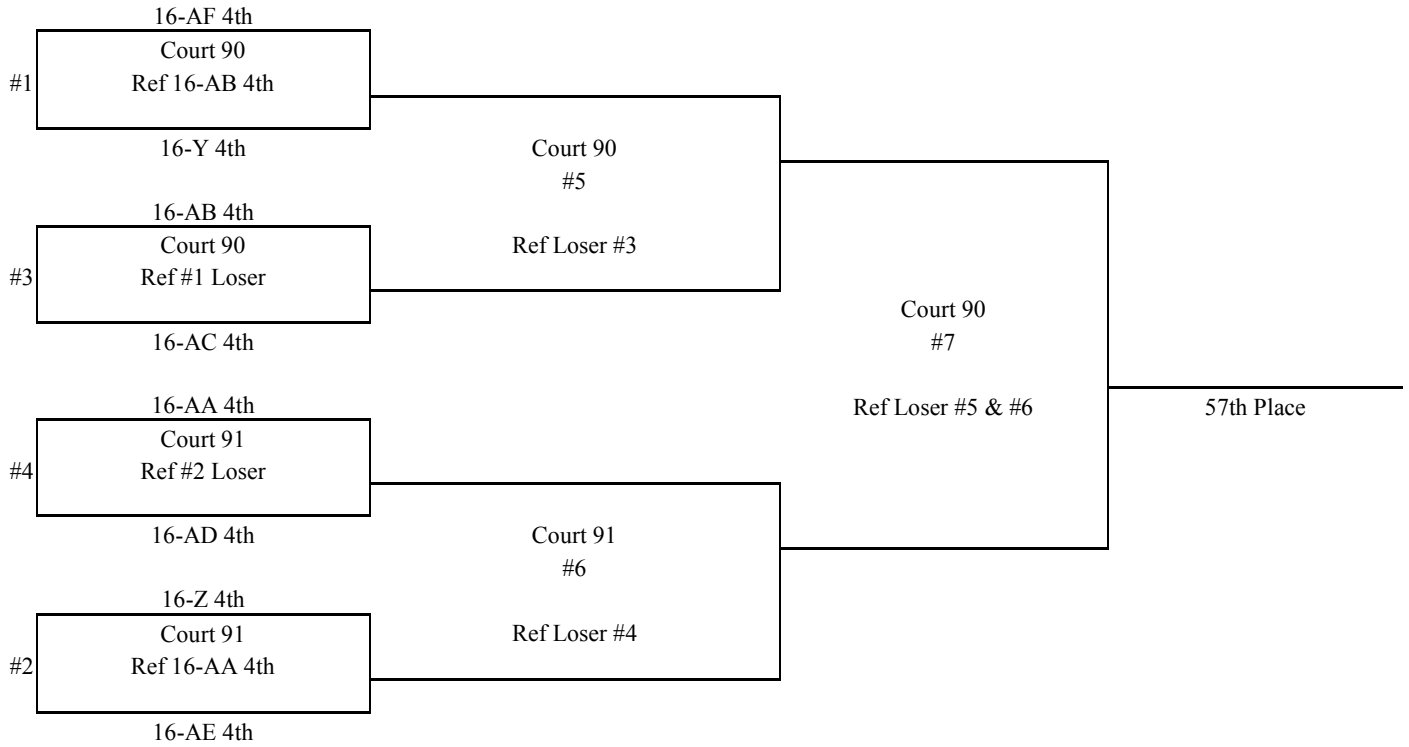 16-AF 4th
Court 90
#1
Ref 16-AB 4th
16-Y 4th
Court 90
#5
16-AB 4th
Court 90
Ref Loser #3
#3
Ref #1 Loser
Court 90
16-AC 4th
#7
16-AA 4th
Ref Loser #5 & #6
57th Place
Court 91
#4
Ref #2 Loser
16-AD 4th
Court 91
#6
16-Z 4th
Court 91
Ref Loser #4
#2
Ref 16-AA 4th
16-AE 4th